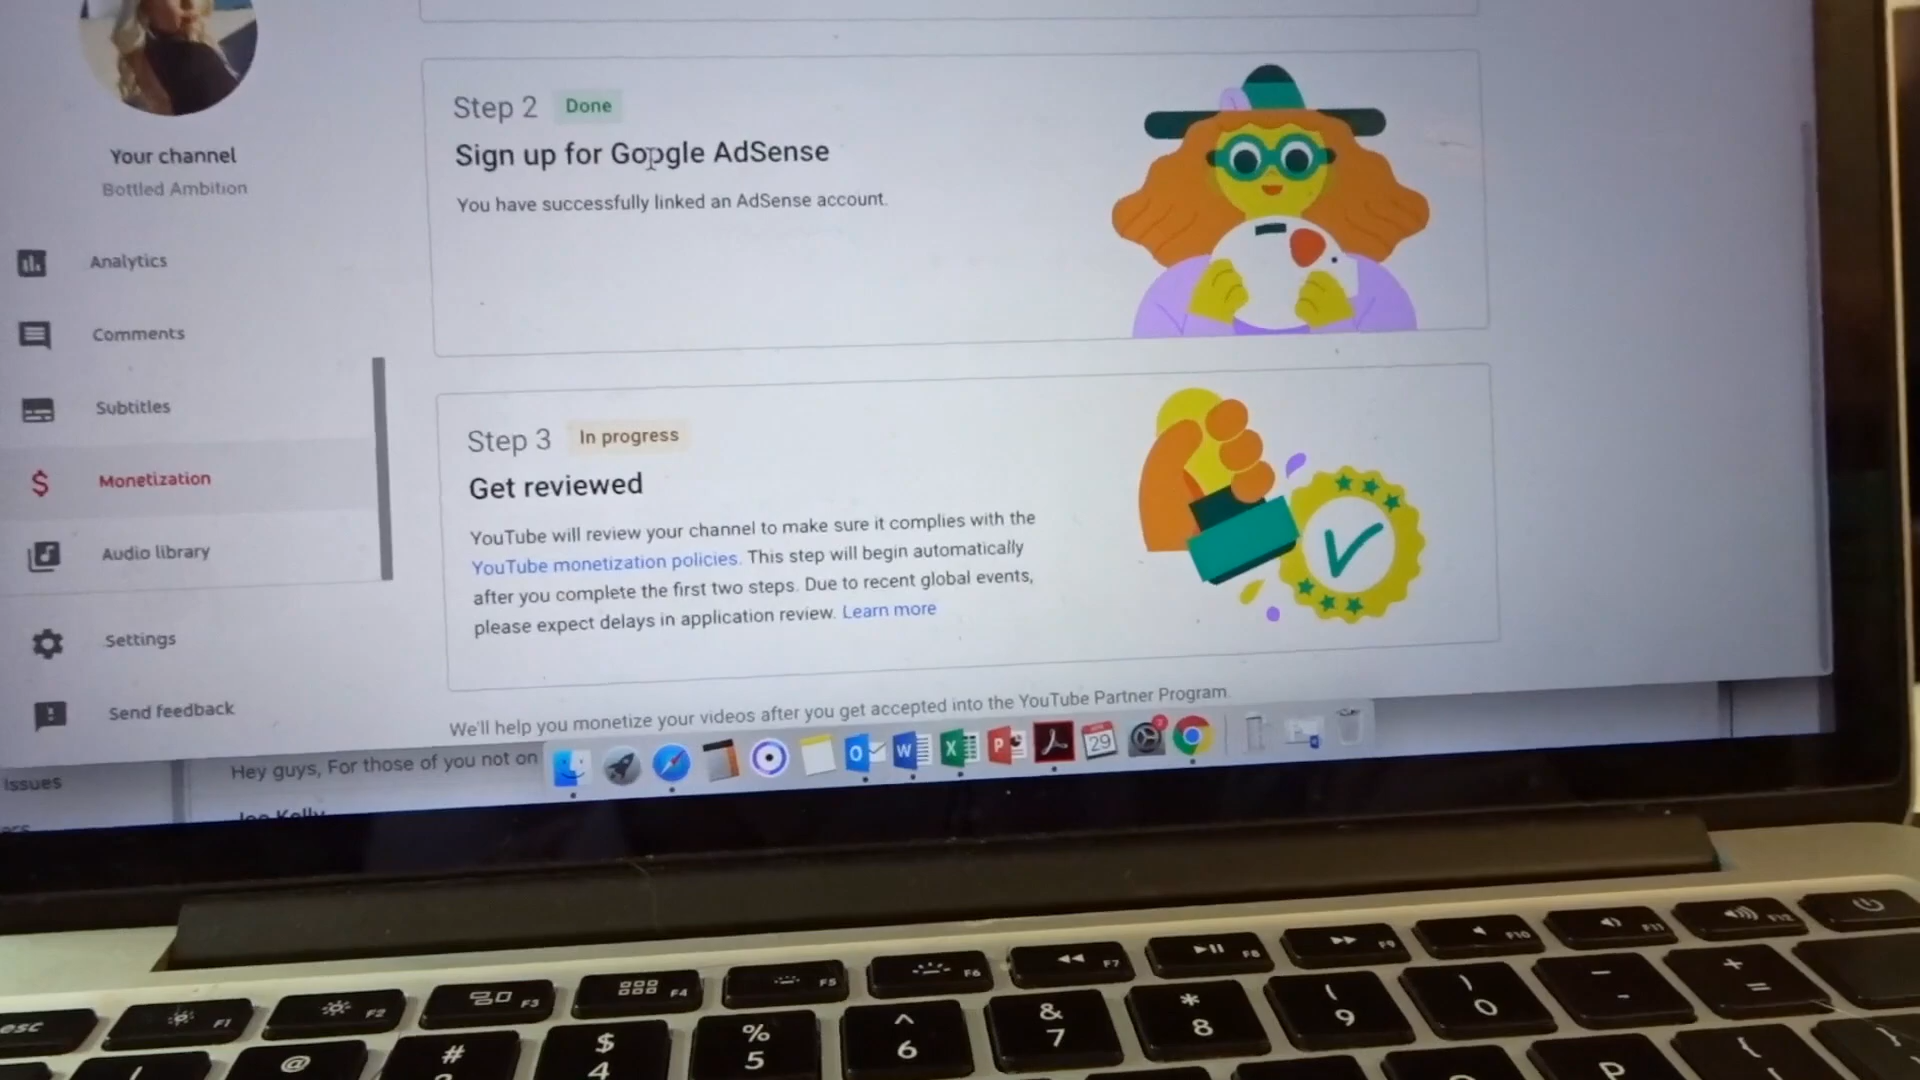 Your channel
Bottled Ambition
Analytics
Comments
Subtitles
Monetization
Audio library
Settings
Send feedback
Step 2 Done
Sign up for Google AdSense
You have successfully linked an AdSense account.
Step 3 In progress
Get reviewed
YouTube will review your channel to make sure it complies with the
YouTube monetization policies. This step will begin automatically
after you complete the first two steps. Due to recent global events,
please expect delays in application review. Learn more
We'll help you monetize your videos after you get accepted into the YouTube Partner Program.
Issues
Hey guys, For those of you not on
Joe Kelly
O W X P 29
esc F1 F2 F3 F4 F5 F6 F7 F8 F9 F10 F11 F12
@ # $ 4 % 5 ^ 6 & 7 * 8 ( 9 ) 0 _ - + =
P {